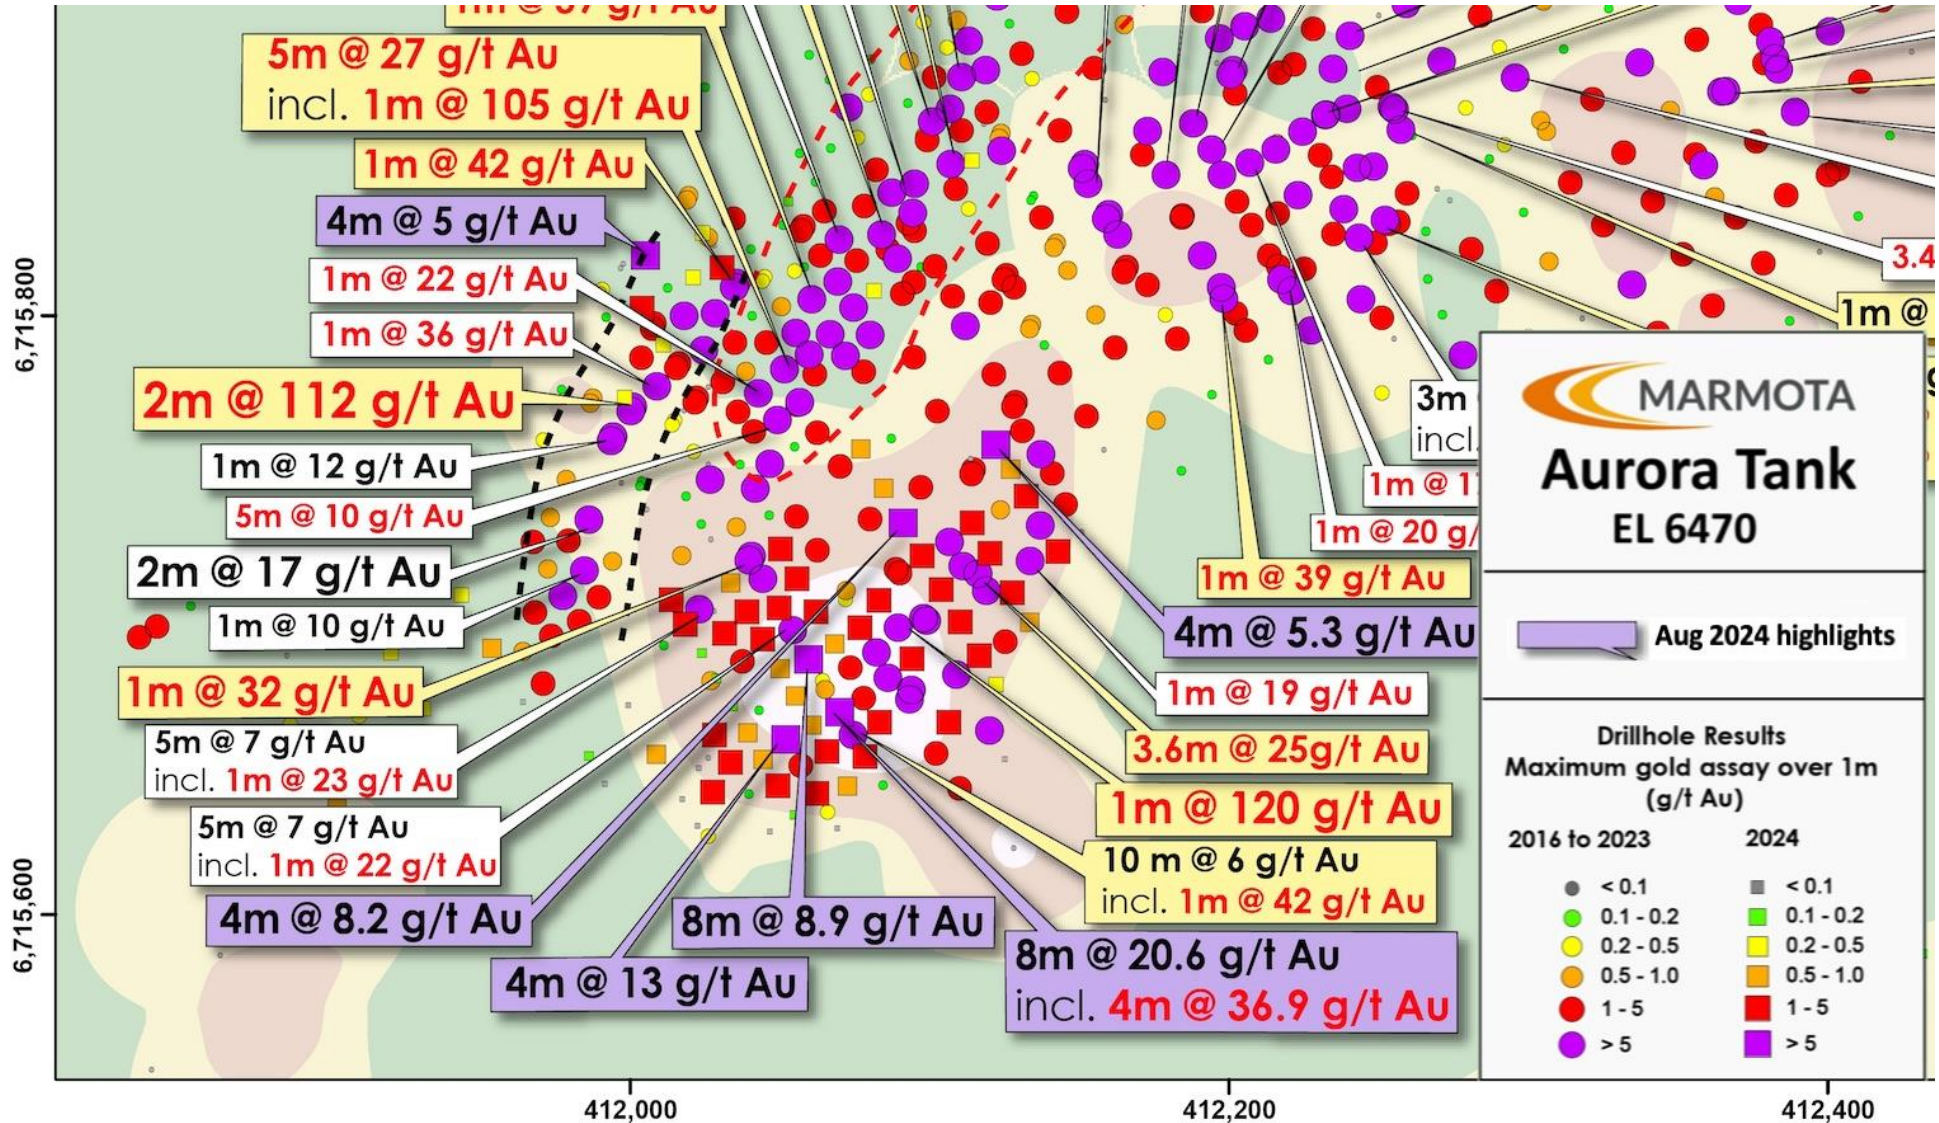 1m @ 57 g/t Au
5m @ 27 g/t Au
incl. 1m @ 105 g/t Au
1m @ 42 g/t Au
4m @ 5 g/t Au
1m @ 22 g/t Au
1m @ 36 g/t Au
2m @ 112 g/t Au
1m @ 12 g/t Au
5m @ 10 g/t Au
2m @ 17 g/t Au
1m @ 10 g/t Au
1m @ 32 g/t Au
5m @ 7 g/t Au
incl. 1m @ 23 g/t Au
5m @ 7 g/t Au
incl. 1m @ 22 g/t Au
4m @ 8.2 g/t Au
4m @ 13 g/t Au
8m @ 8.9 g/t Au
8m @ 20.6 g/t Au
incl. 4m @ 36.9 g/t Au
10 m @ 6 g/t Au
incl. 1m @ 42 g/t Au
1m @ 120 g/t Au
3.6m @ 25g/t Au
1m @ 19 g/t Au
4m @ 5.3 g/t Au
1m @ 39 g/t Au
1m @ 20 g/
1m @ 1
3m
incl.
3.4
1m @
6,715,800
6,715,600
412,000
412,200
412,400
MARMOTA
Aurora Tank
EL 6470
Aug 2024 highlights
Drillhole Results
Maximum gold assay over 1m
(g/t Au)
2016 to 2023 2024
< 0.1 < 0.1
0.1 - 0.2 0.1 - 0.2
0.2 - 0.5 0.2 - 0.5
0.5 - 1.0 0.5 - 1.0
1 - 5 1 - 5
> 5 > 5